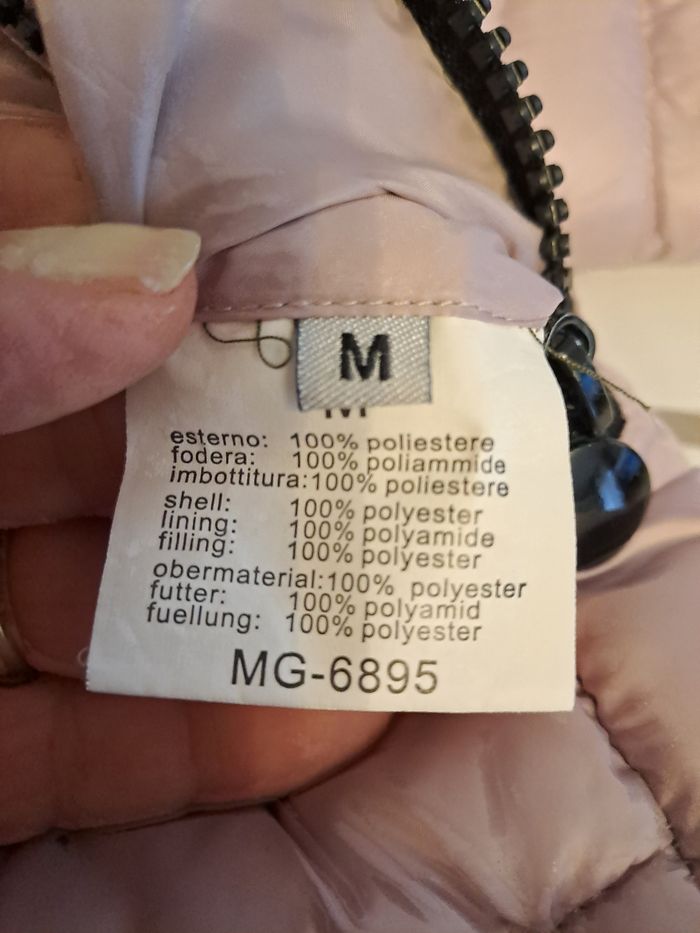 M
M
esterno: 100% poliestere
fodera: 100% poliammide
imbottitura:100% poliestere
shell: 100% polyester
lining: 100% polyamide
filling: 100% polyester
obermaterial:100% polyester
futter: 100% polyamid
fuellung: 100% polyester
MG-6895